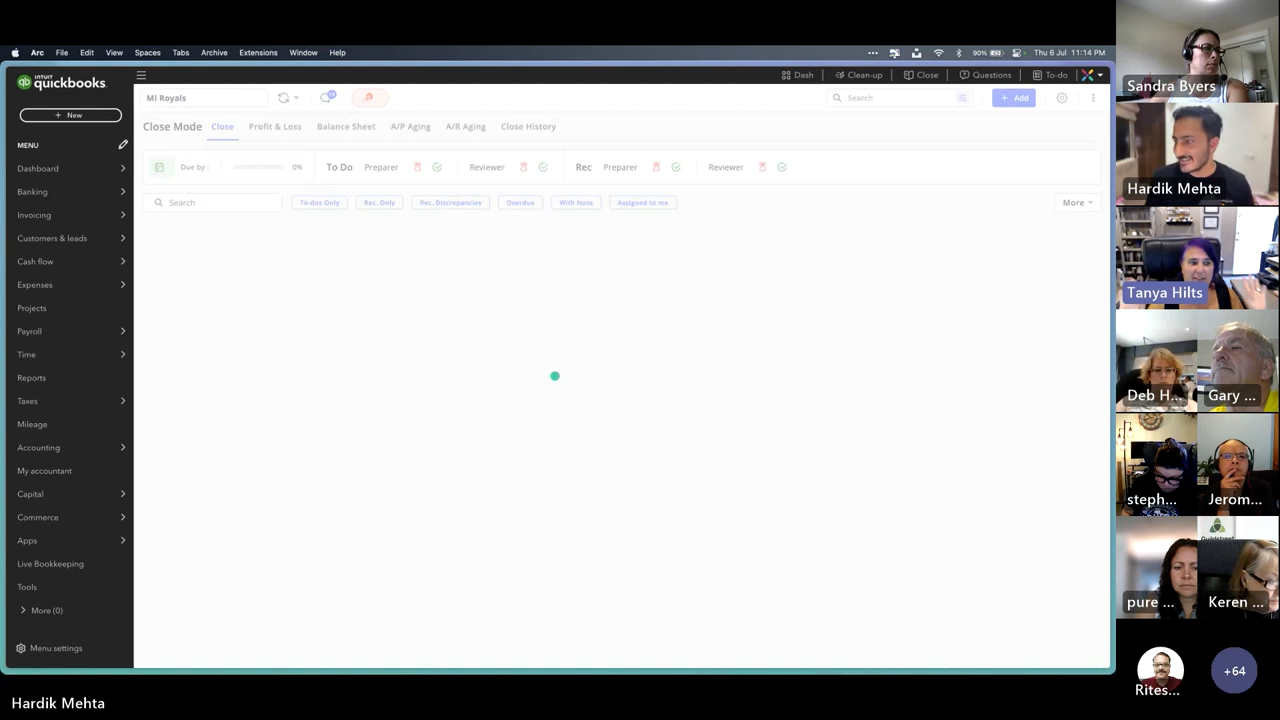 Arc File Edit View Spaces Tabs Archive Extensions Window Help
90% Thu 6 Jul 11:14 PM
INTUIT
quickbooks.
Dash Clean-up Close Questions To-do
+ New
MI Royals
Search
+ Add
MENU
Close Mode Close Profit & Loss Balance Sheet A/P Aging A/R Aging Close History
Due by : 0% To Do Preparer Reviewer Rec Preparer Reviewer
Search To-dos Only Rec. Only Rec. Discrepancies Overdue With Note Assigned to me More
Dashboard
Banking
Invoicing
Customers & leads
Cash flow
Expenses
Projects
Payroll
Time
Reports
Taxes
Mileage
Accounting
My accountant
Capital
Commerce
Apps
Live Bookkeeping
Tools
More (0)
Menu settings
Hardik Mehta
Sandra Byers
Hardik Mehta
Tanya Hilts
Deb H... Gary ...
steph... Jerom...
pure ... Keren ...
Rites... +64